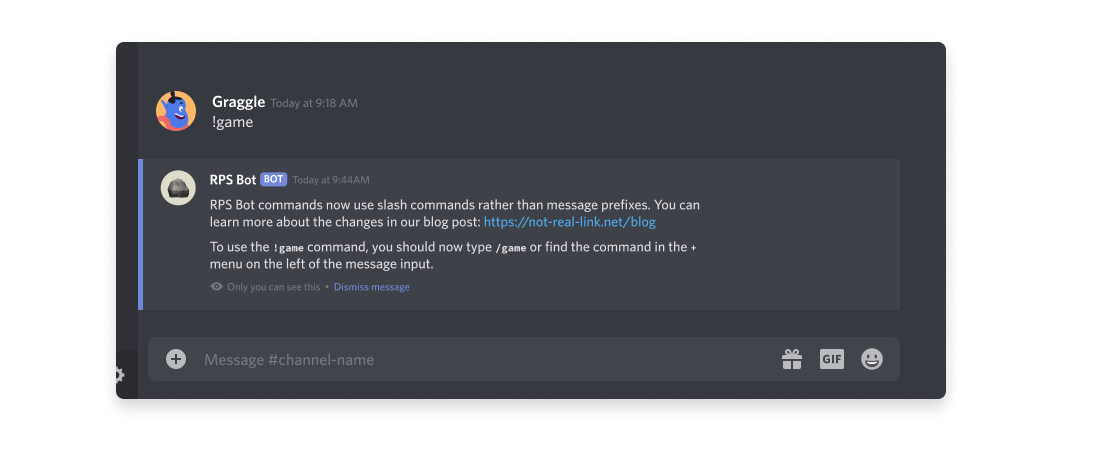 Graggle Today at 9:18 AM
!game
RPS Bot BOT Today at 9:44AM
RPS Bot commands now use slash commands rather than message prefixes. You can
learn more about the changes in our blog post: https://not-real-link.net/blog
To use the !game command, you should now type /game or find the command in the +
menu on the left of the message input.
Only you can see this • Dismiss message
Message #channel-name
GIF